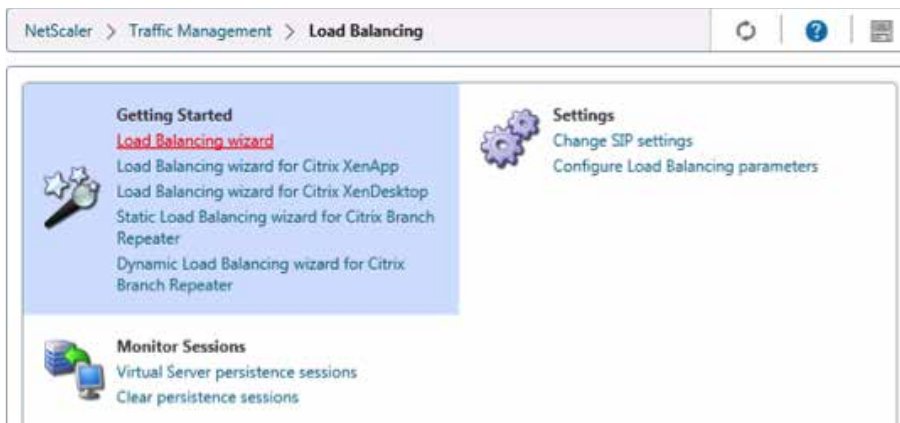 NetScaler > Traffic Management > Load Balancing
Getting Started
Load Balancing wizard
Load Balancing wizard for Citrix XenApp
Load Balancing wizard for Citrix XenDesktop
Static Load Balancing wizard for Citrix Branch
Repeater
Dynamic Load Balancing wizard for Citrix
Branch Repeater
Settings
Change SIP settings
Configure Load Balancing parameters
Monitor Sessions
Virtual Server persistence sessions
Clear persistence sessions